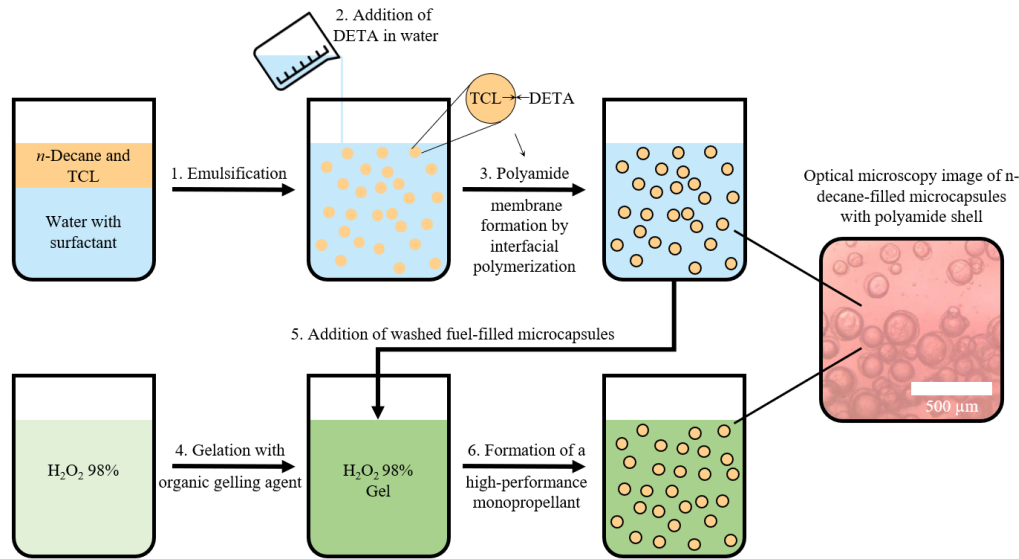 2. Addition of
DETA in water
TCL
DETA
n-Decane and
TCL
Water with
surfactant
1. Emulsification
3. Polyamide
membrane
formation by
interfacial
polymerization
Optical microscopy image of n-
decane-filled microcapsules
with polyamide shell
500 µm
5. Addition of washed fuel-filled microcapsules
H₂O₂ 98%
4. Gelation with
organic gelling agent
H₂O₂ 98%
Gel
6. Formation of a
high-performance
monopropellant